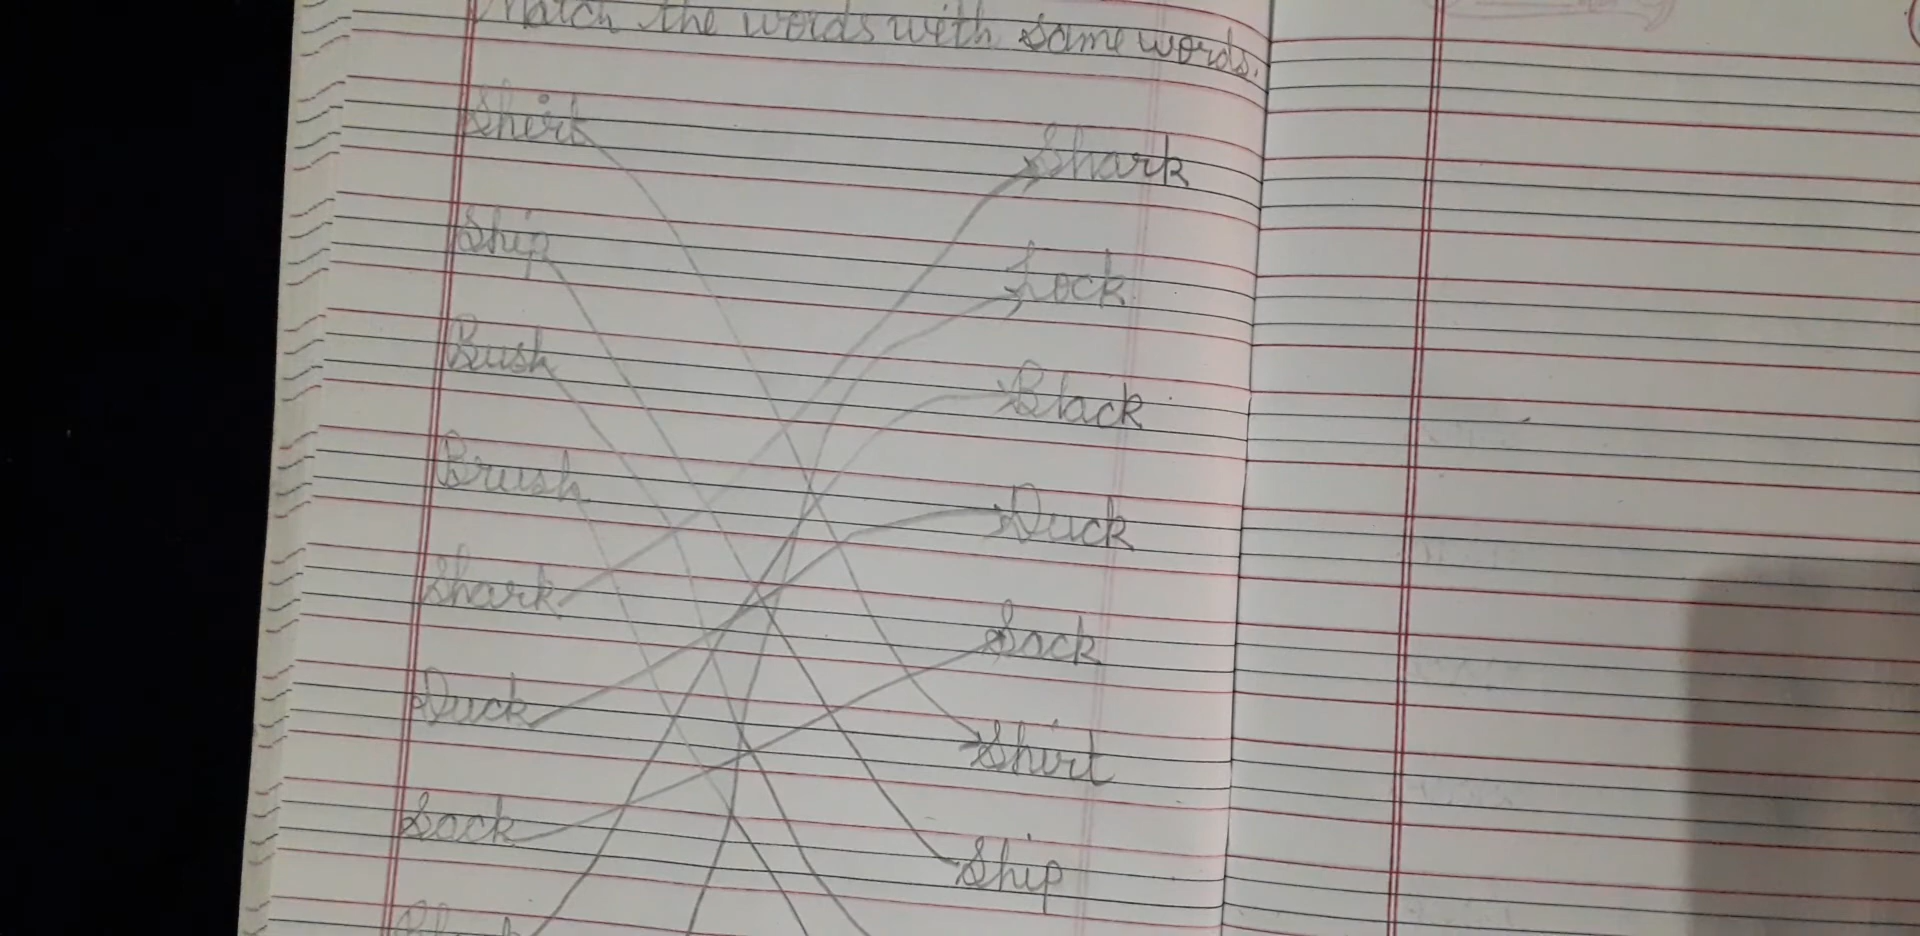 Match the words with same words.
Shirt
Shark
Ship
Lock
Bush
Black
Brush
Duck
Shark
Sock
Duck
Shirt
Sock
Ship